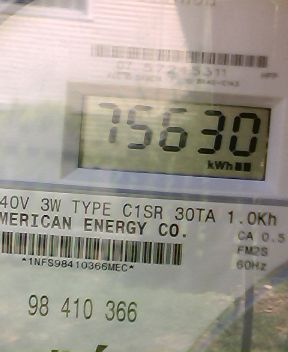 75630
kWh
40V 3W TYPE C1SR 30TA 1.0Kh
MERICAN ENERGY CO.
CA 0.5
FM2S
*1NFS98410366MEC*
60Hz
98 410 366